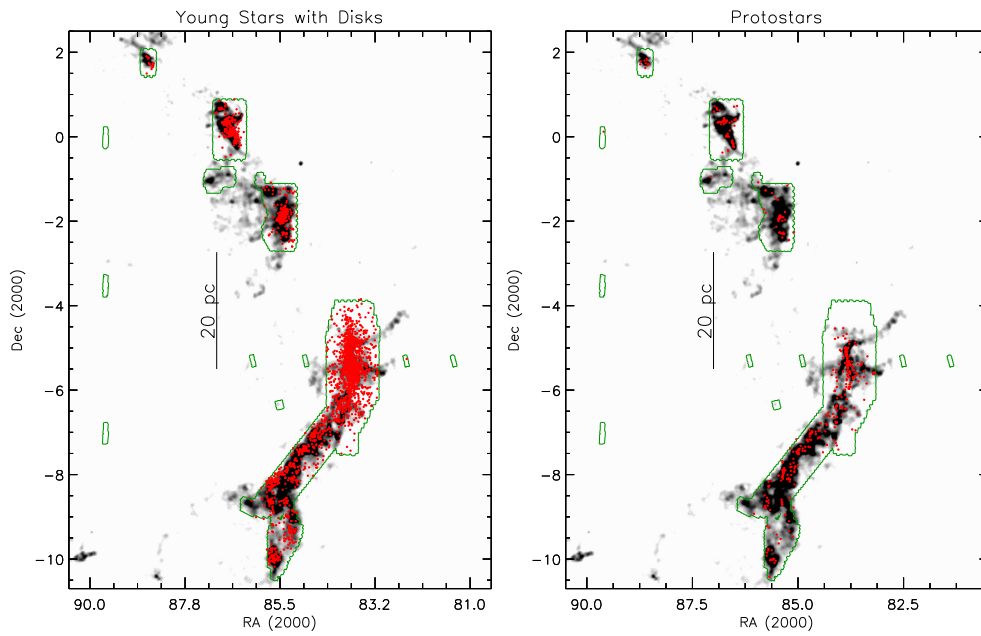 Young Stars with Disks
2
0
−2
−4
−6
−8
−10
Dec (2000)
20 pc
90.0 87.8 85.5 83.2 81.0
RA (2000)
Protostars
2
0
−2
−4
−6
−8
−10
Dec (2000)
20 pc
90.0 87.5 85.0 82.5
RA (2000)